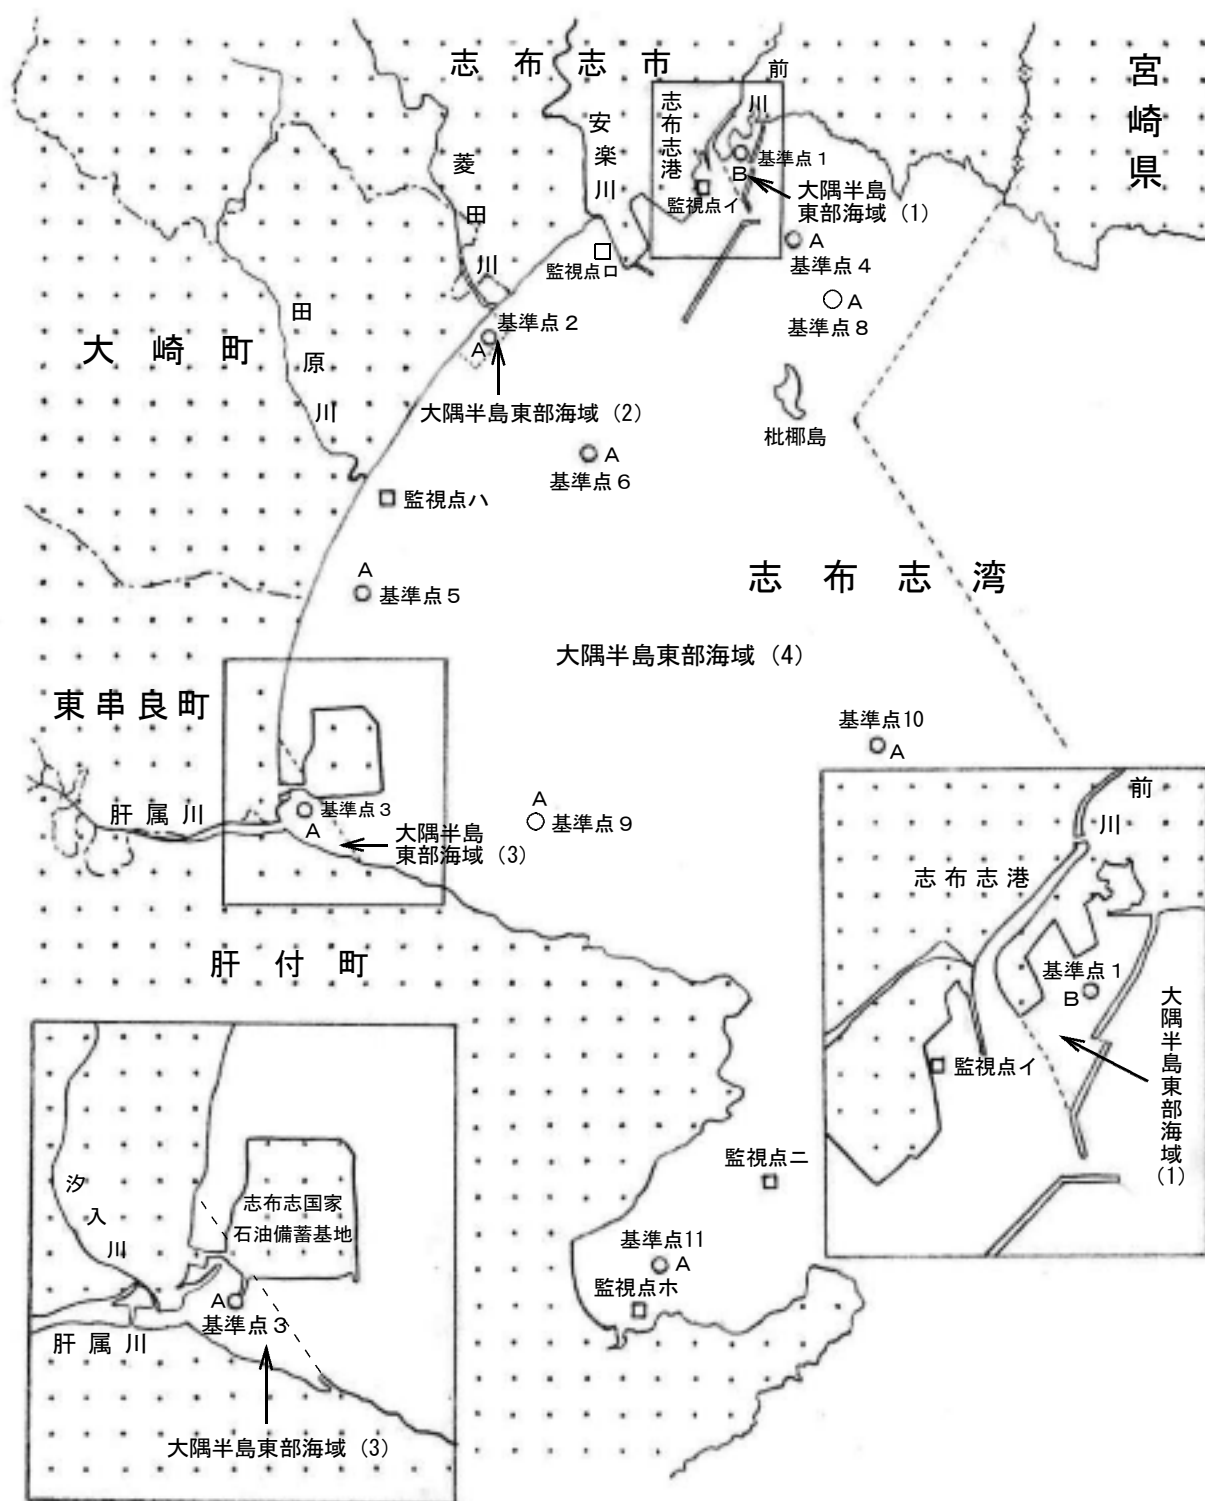 志布志市
宮崎県
前川
志布志港
安楽川
菱田川
基準点1
B
監視点イ
大隅半島
東部海域(1)
A
基準点4
監視点ロ
A
基準点8
田原川
大崎町
基準点2
A
大隅半島東部海域(2)
枇椰島
A
基準点6
監視点ハ
志布志湾
A
基準点5
大隅半島東部海域(4)
東串良町
基準点10
A
肝属川
基準点3
A
大隅半島
東部海域(3)
A
基準点9
肝付町
前川
志布志港
基準点1
B
監視点イ
大隅半島東部海域(1)
監視点ニ
基準点11
A
監視点ホ
汐入川
志布志国家
石油備蓄基地
A
基準点3
肝属川
大隅半島東部海域(3)